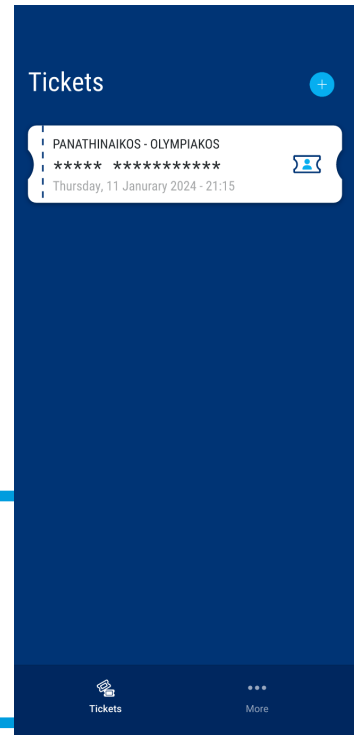 Tickets
PANATHINAIKOS - OLYMPIAKOS
***** ***********
Thursday, 11 Janurary 2024 - 21:15
Tickets
More